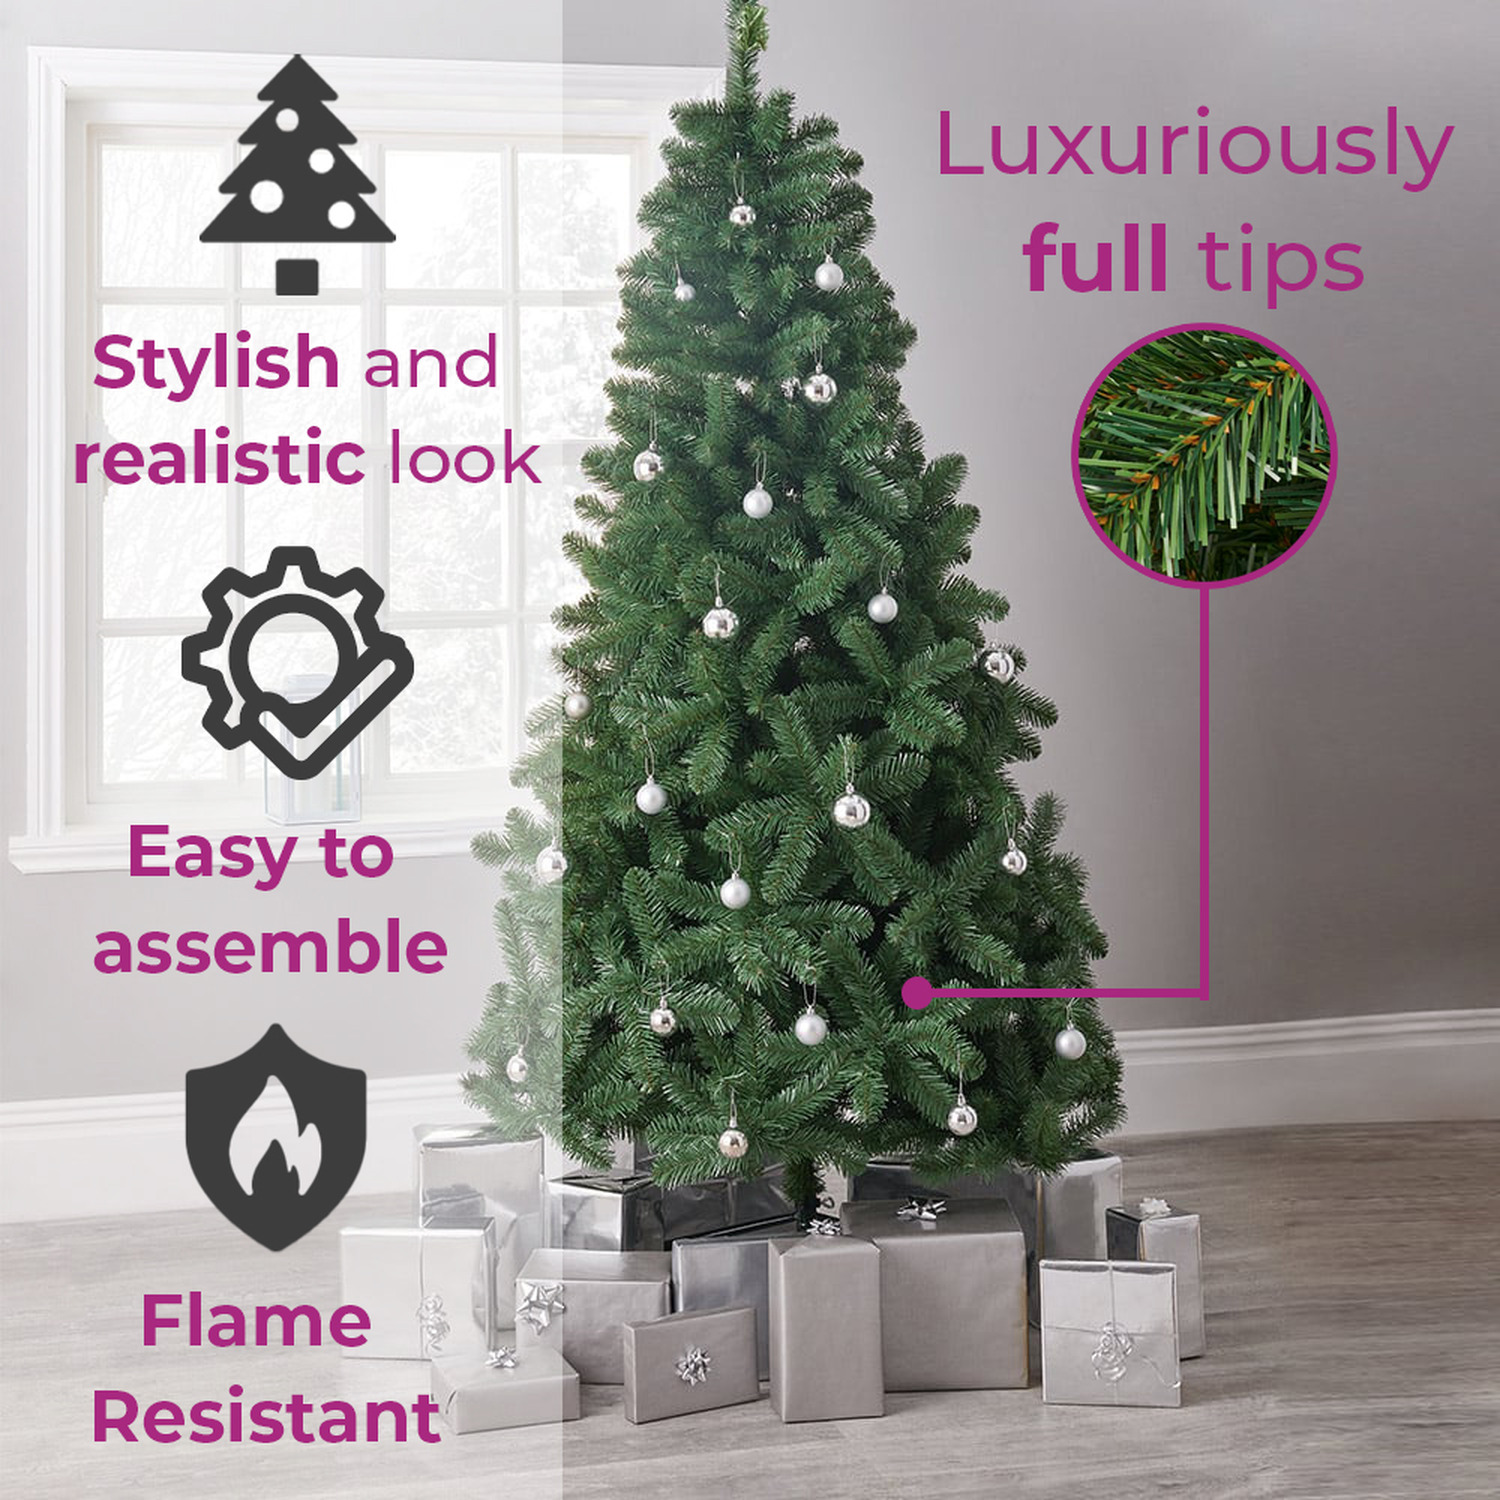 Stylish and
realistic look
Easy to
assemble
Flame
Resistant
Luxuriously
full tips